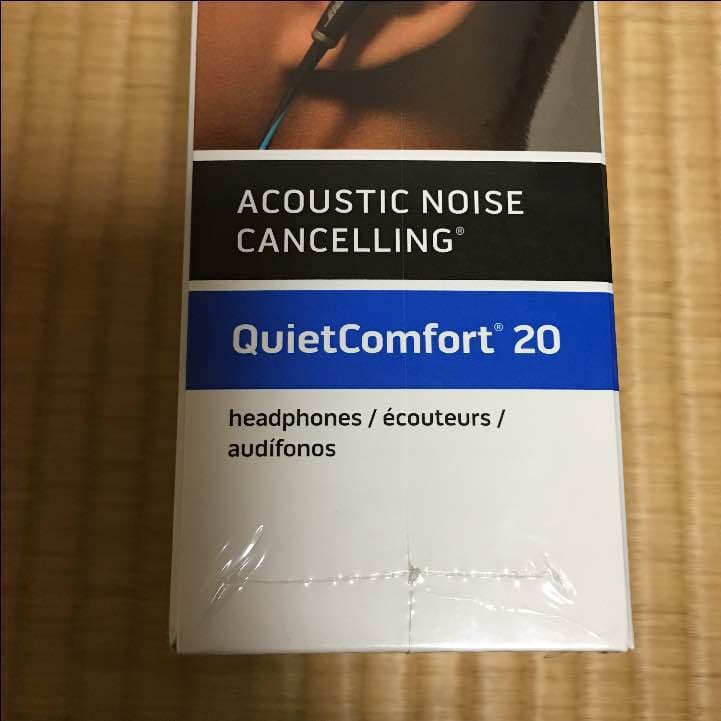 ACOUSTIC NOISE
CANCELLING®
QuietComfort® 20
headphones / écouteurs /
audífonos